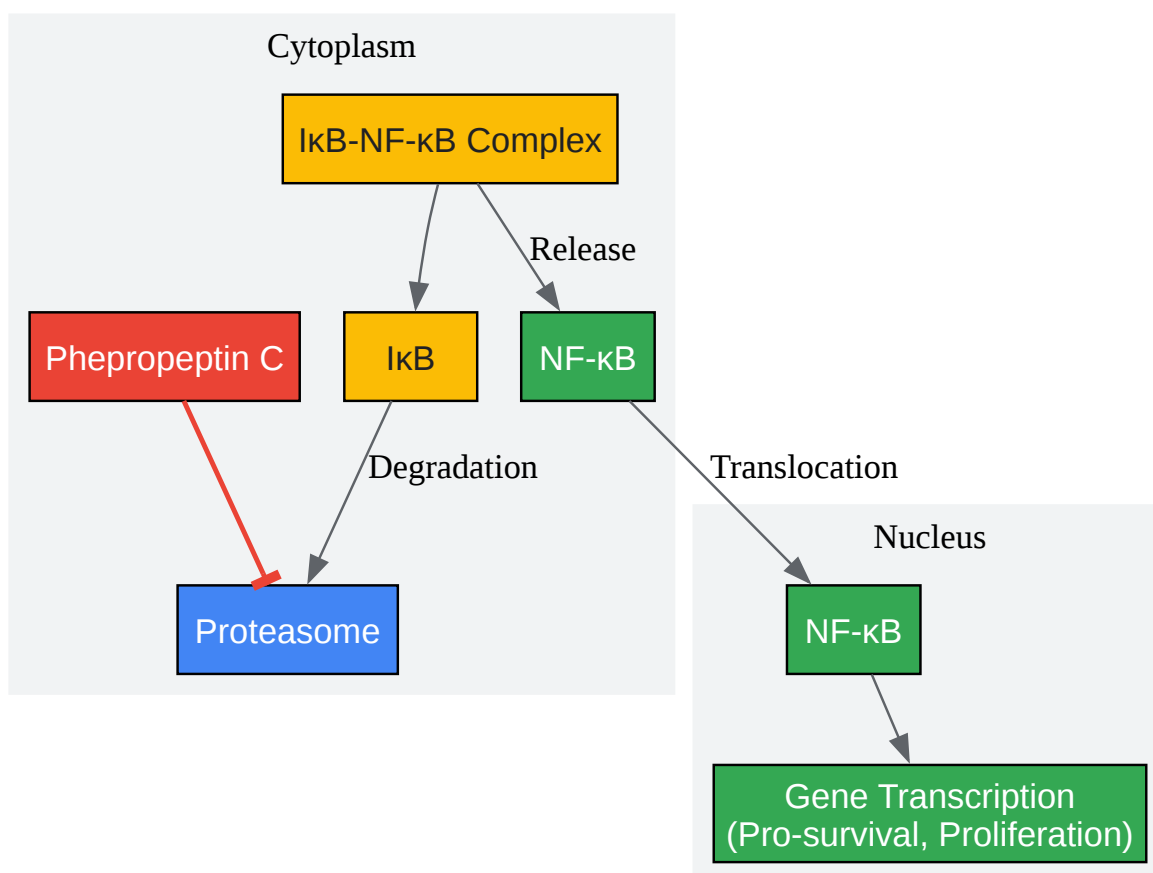 Cytoplasm
IκB-NF-κB Complex
Release
Phepropeptin C
IκB
NF-κB
Degradation
Translocation
Nucleus
Proteasome
NF-κB
Gene Transcription
(Pro-survival, Proliferation)